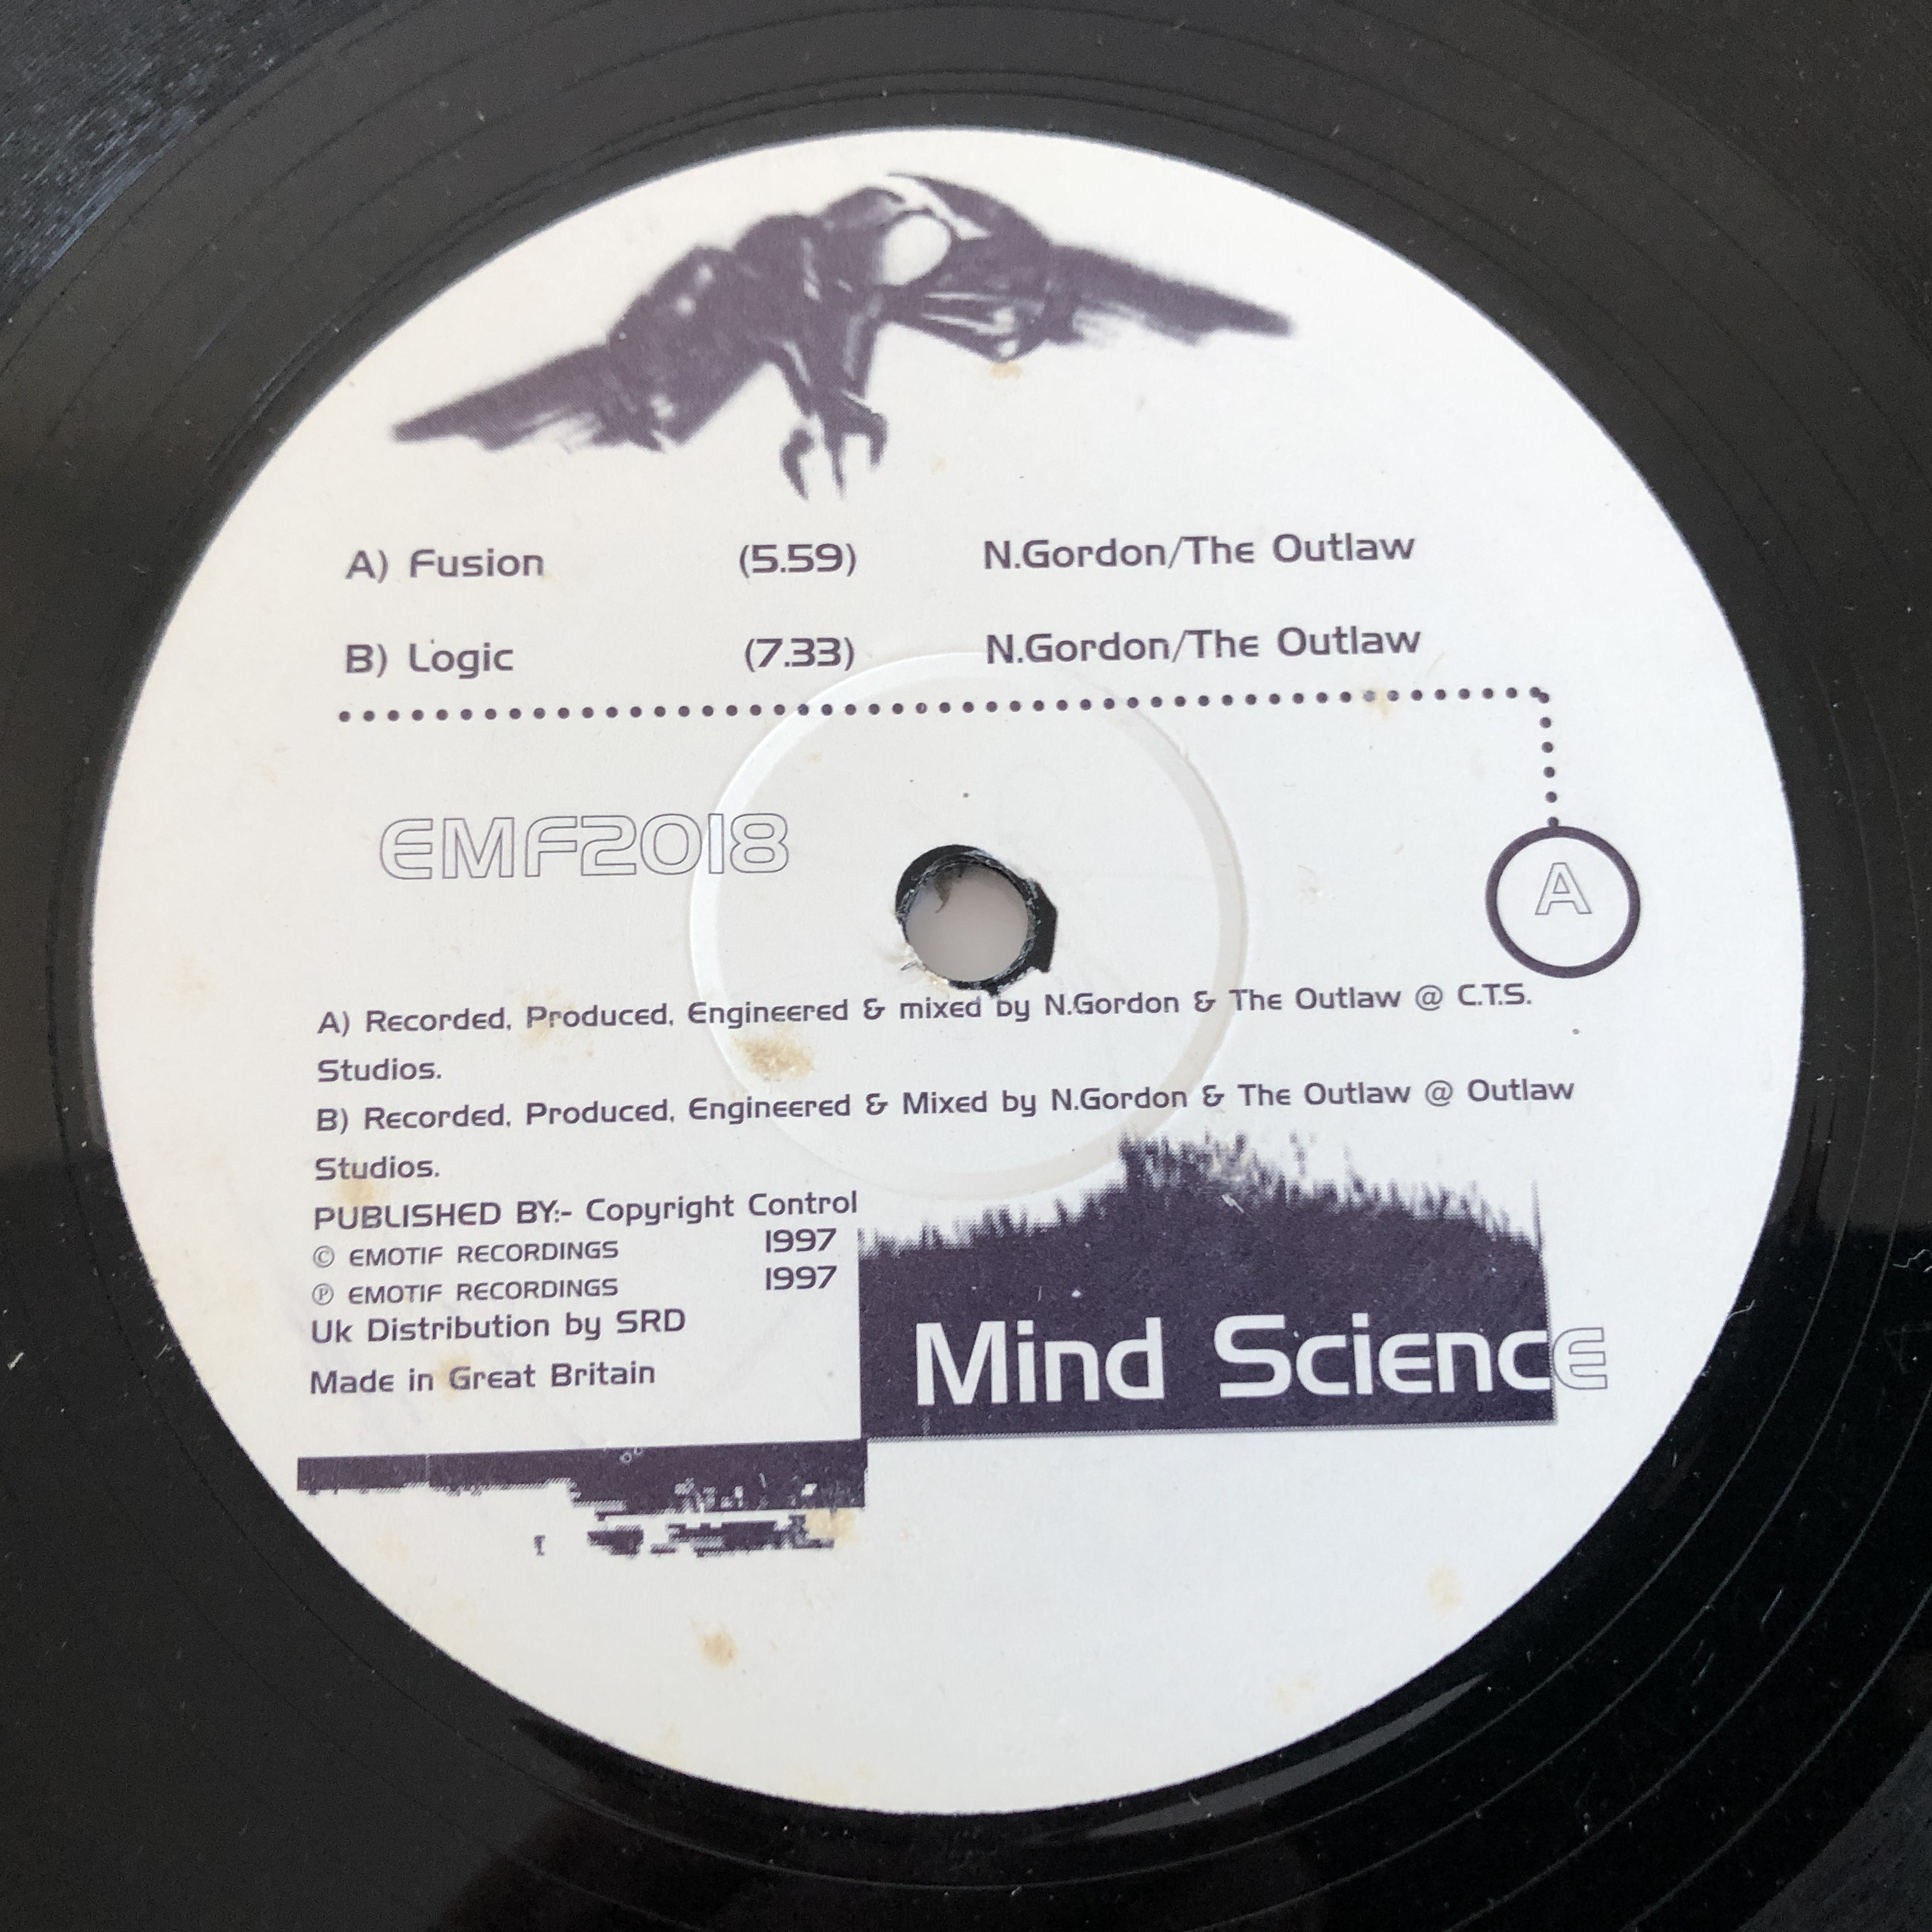 A) Fusion (5.59) N.Gordon/The Outlaw
B) Logic (7.33) N.Gordon/The Outlaw
EMF2018
A
A) Recorded, Produced, Engineered & mixed by N.Gordon & The Outlaw @ C.T.S.
Studios.
B) Recorded, Produced, Engineered & Mixed by N.Gordon & The Outlaw @ Outlaw
Studios.
PUBLISHED BY:- Copyright Control
© EMOTIF RECORDINGS 1997
℗ EMOTIF RECORDINGS 1997
Uk Distribution by SRD
Made in Great Britain
Mind Science